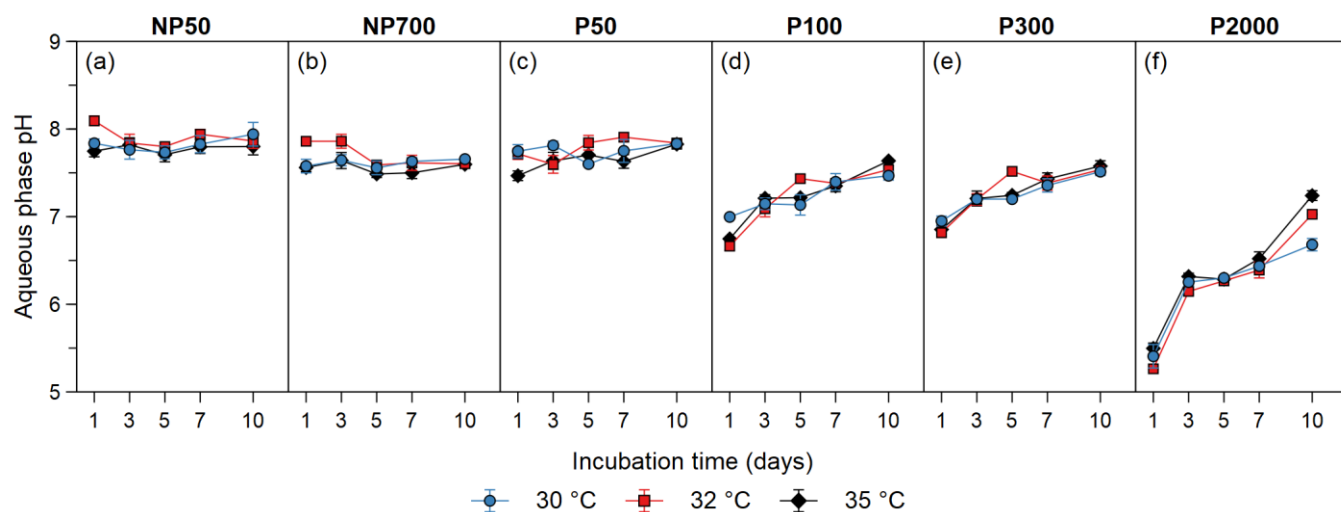 NP50 NP700 P50 P100 P300 P2000
(a) (b) (c) (d) (e) (f)
9
8
7
6
5
Aqueous phase pH
1 3 5 7 10 1 3 5 7 10 1 3 5 7 10 1 3 5 7 10 1 3 5 7 10 1 3 5 7 10
Incubation time (days)
30 °C 32 °C 35 °C